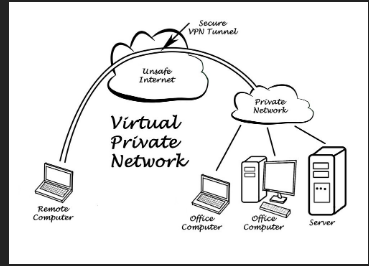 Secure
VPN Tunnel
Unsafe
Internet
Private
Network
Virtual
Private
Network
Remote
Computer
Office
Computer
Office
Computer
Server